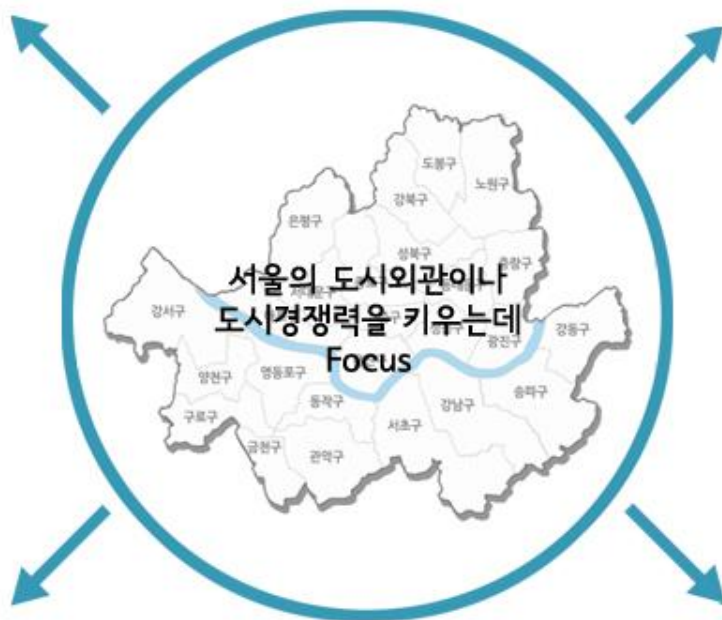 도봉구
노원구
강북구
은평구
성북구
중랑구
서울의 도시외관이나
강서구
도시경쟁력을 키우는데
강동구
광진구
Focus
양천구
영등포구
송파구
동작구
강남구
구로구
서초구
금천구
관악구